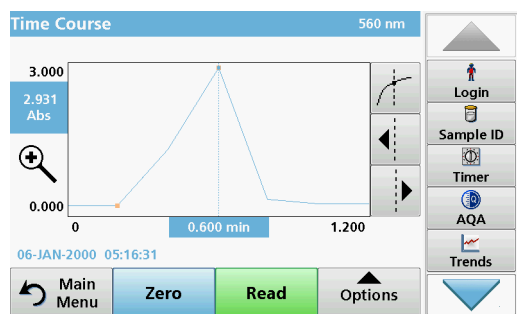 Time Course 560 nm
3.000
2.931
Abs
0.000
0 0.600 min 1.200
06-JAN-2000 05:16:31
Main
Menu
Zero
Read
Options
Login
Sample ID
Timer
AQA
Trends